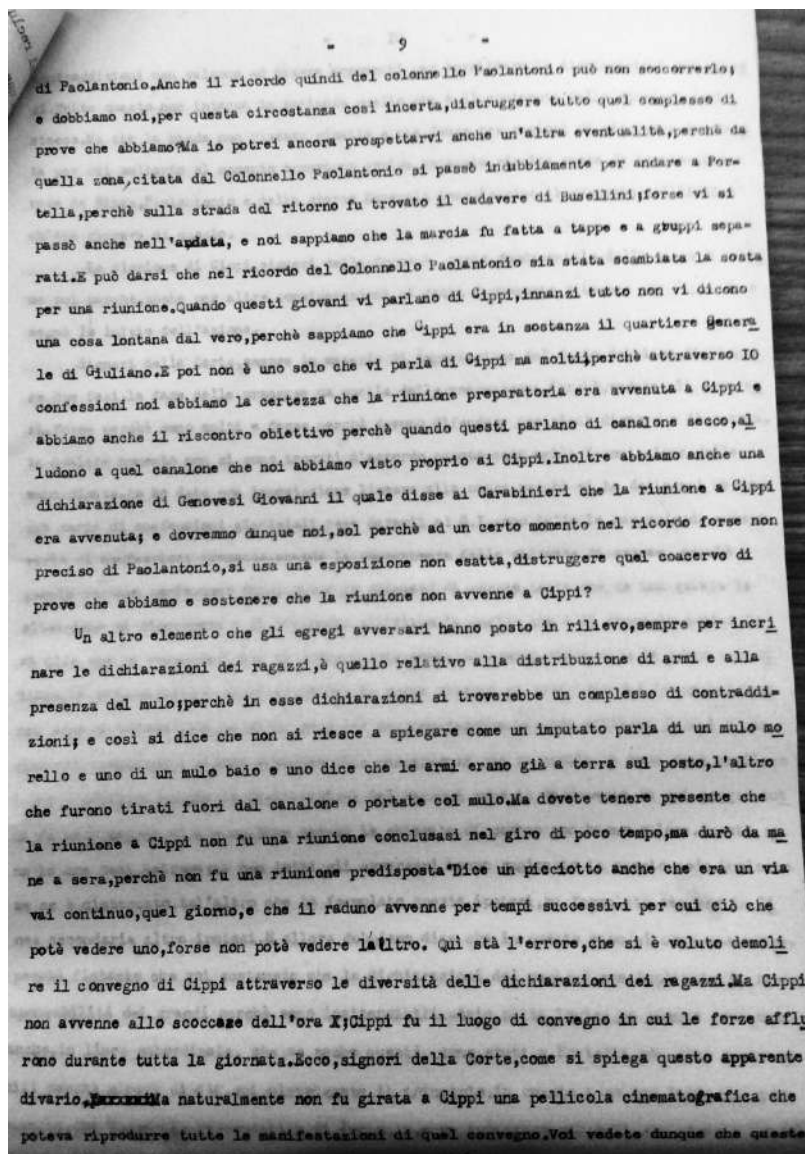 - 9 -
di Paolantonio.Anche il ricordo quindi del colonnello Paolantonio può non soccorrerlo;
e dobbiamo noi,per questa circostanza così incerta,distruggere tutto quel complesso di
prove che abbiamo?Ma io potrei ancora prospettarvi anche un'altra eventualità,perchè da
quella zona,citata dal Colonnello Paolantonio si passò indubbiamente per andare a Por=
tella,perchè sulla strada del ritorno fu trovato il cadavere di Busellini;forse vi si
passò anche nell'andata, e noi sappiamo che la marcia fu fatta a tappe e a gruppi sepa=
rati.E può darsi che nel ricordo del Colonnello Paolantonio sia stata scambiata la sosta
per una riunione.Quando questi giovani vi parlano di Cippi,innanzi tutto non vi dicono
una cosa lontana dal vero,perchè sappiamo che Cippi era in sostanza il quartiere genera
le di Giuliano.E poi non è uno solo che vi parla di Cippi ma molti;perchè attraverso IO
confessioni noi abbiamo la certezza che la riunione preparatoria era avvenuta a Cippi e
abbiamo anche il riscontro obiettivo perchè quando questi parlano di canalone secco,al
ludono a quel canalone che noi abbiamo visto proprio ai Cippi.Inoltre abbiamo anche una
dichiarazione di Genovesi Giovanni il quale disse ai Carabinieri che la riunione a Cippi
era avvenuta; e dovremmo dunque noi,sol perchè ad un certo momento nel ricordo forse non
preciso di Paolantonio,si usa una esposizione non esatta,distruggere quel coacervo di
prove che abbiamo e sostenere che la riunione non avvenne a Cippi?
Un altro elemento che gli egregi avversari hanno posto in rilievo,sempre per incri
nare le dichiarazioni dei ragazzi,è quello relativo alla distribuzione di armi e alla
presenza del mulo;perchè in esse dichiarazioni si troverebbe un complesso di contraddi=
zioni; e così si dice che non si riesce a spiegare come un imputato parla di un mulo mo
rello e uno di un mulo baio e uno dice che le armi erano già a terra sul posto,l'altro
che furono tirati fuori dal canalone o portate col mulo.Ma dovete tenere presente che
la riunione a Cippi non fu una riunione conclusasi nel giro di poco tempo,ma durò da ma
ne a sera,perchè non fu una riunione predisposta"Dice un picciotto anche che era un via
vai continuo,quel giorno,e che il raduno avvenne per tempi successivi per cui ciò che
potè vedere uno,forse non potè vedere l'altro. Qui stà l'errore,che si è voluto demoli
re il convegno di Cippi attraverso le diversità delle dichiarazioni dei ragazzi.Ma Cippi
non avvenne allo scoccare dell'ora X;Cippi fu il luogo di convegno in cui le forze afflu
rono durante tutta la giornata.Ecco,signori della Corte,come si spiega questo apparente
divario.Ma naturalmente non fu girata a Cippi una pellicola cinematografica che
poteva riprodurre tutte le manifestazioni di quel convegno.Voi vedete dunque che queste